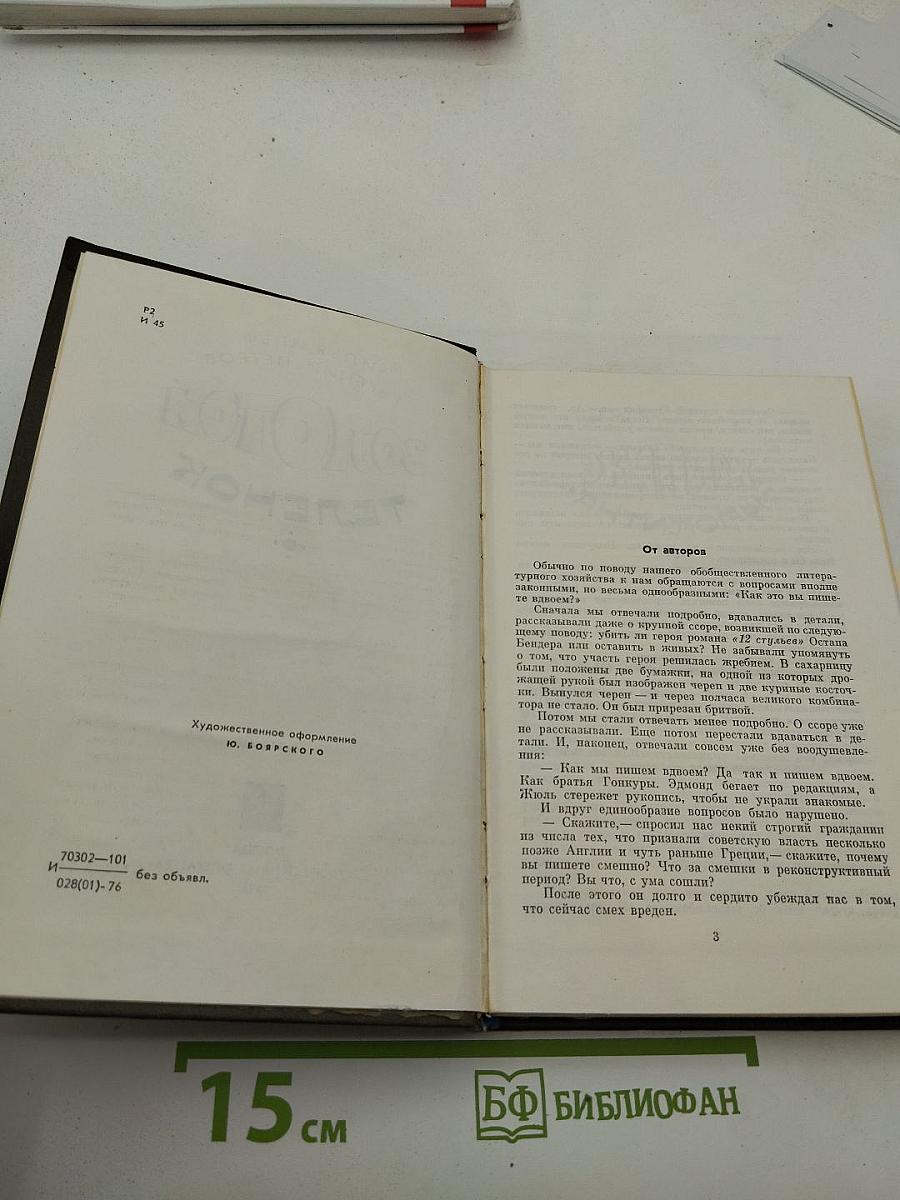 Р2
И 45
Художественное оформление
Ю. БОЯРСКОГО
И 70302—101
028(01)-76 без объявл.
От авторов
Обычно по поводу нашего обобществленного литера-
турного хозяйства к нам обращаются с вопросами вполне
законными, но весьма однообразными: «Как это вы пише-
те вдвоем?»
Сначала мы отвечали подробно, вдавались в детали,
рассказывали даже о крупной ссоре, возникшей по следую-
щему поводу: убить ли героя романа «12 стульев» Остапа
Бендера или оставить в живых? Не забывали упомянуть
о том, что участь героя решилась жребием. В сахарницу
были положены две бумажки, на одной из которых дро-
жащей рукой был изображен череп и две куриные косточ-
ки. Вынулся череп — и через полчаса великого комбина-
тора не стало. Он был прирезан бритвой.
Потом мы стали отвечать менее подробно. О ссоре уже
не рассказывали. Еще потом перестали вдаваться в де-
тали. И, наконец, отвечали совсем уже без воодушевле-
ния:
— Как мы пишем вдвоем? Да так и пишем вдвоем.
Как братья Гонкуры. Эдмонд бегает по редакциям, а
Жюль стережет рукопись, чтобы не украли знакомые.
И вдруг единообразие вопросов было нарушено.
— Скажите,— спросил нас некий строгий гражданин
из числа тех, что признали советскую власть несколько
позже Англии и чуть раньше Греции,— скажите, почему
вы пишете смешно? Что за смешки в реконструктивный
период? Вы что, с ума сошли?
После этого он долго и сердито убеждал нас в том,
что сейчас смех вреден.
3
15 см
БФ БИБЛИОФАН